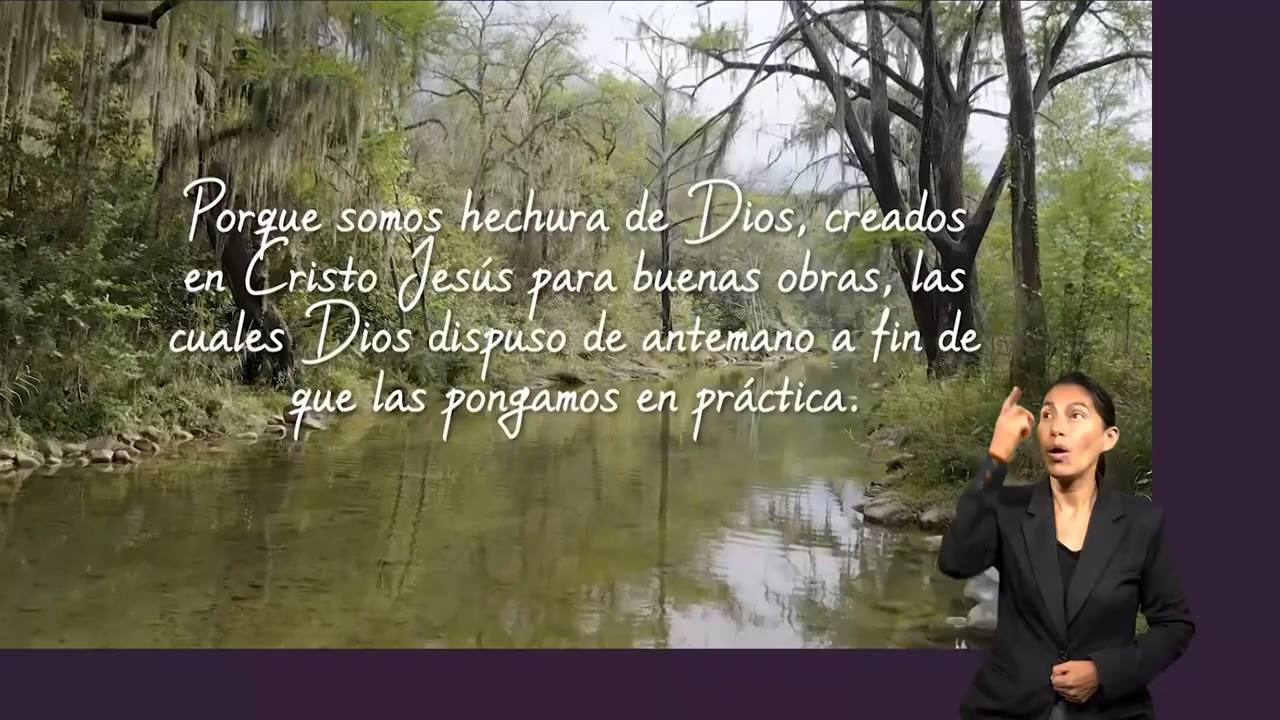 Porque somos hechura de Dios, creados
en Cristo Jesús para buenas obras, las
cuales Dios dispuso de antemano a fin de
que las pongamos en práctica.